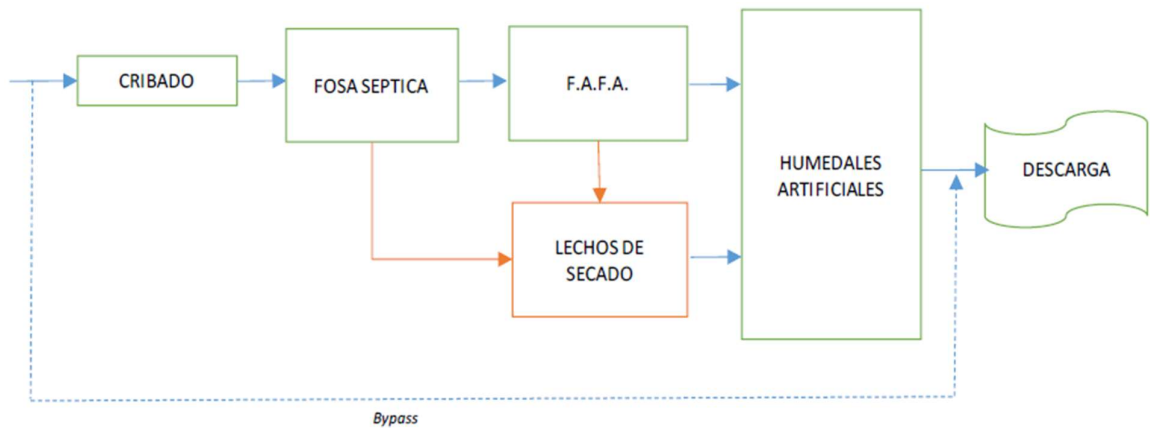 CRIBADO
FOSA SEPTICA
F.A.F.A.
HUMEDALES
ARTIFICIALES
DESCARGA
LECHOS DE
SECADO
Bypass